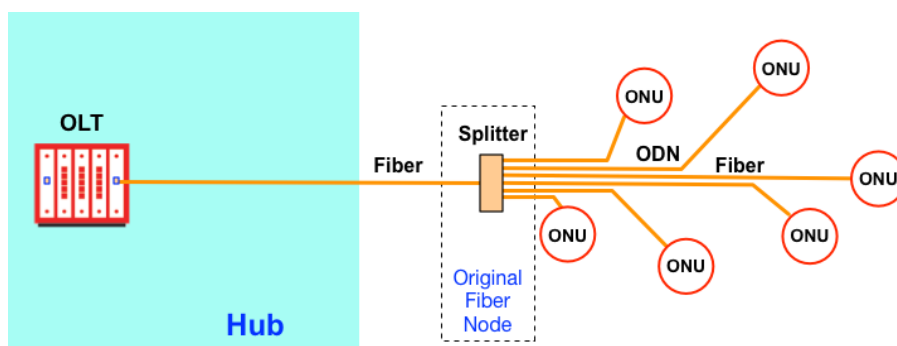 OLT
Hub
Fiber
Splitter
Original
Fiber
Node
ODN
Fiber
ONU
ONU
ONU
ONU
ONU
ONU